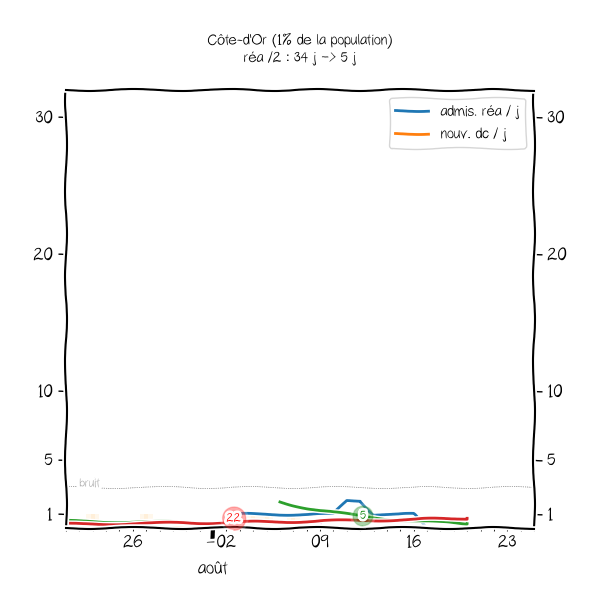 Côte-d'Or (1% de la population)
réa /2 : 34 j -> 5 j
admis. réa / j
nouv. dc / j
30
30
20
20
10
10
5
5
bruit
1
1
22
5
26
02
09
16
23
août